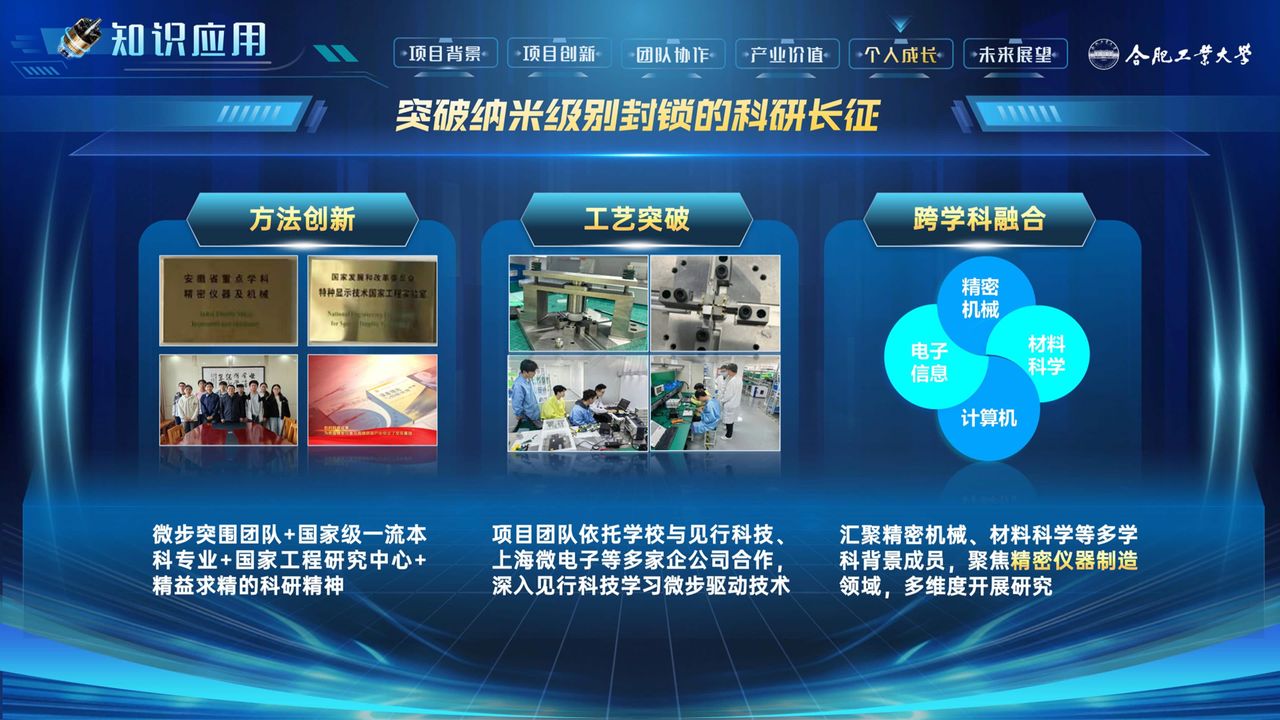 知识应用
项目背景
项目创新
团队协作
产业价值
个人成长
未来展望
合肥工业大学
突破纳米级别封锁的科研长征
方法创新
工艺突破
跨学科融合
安徽省重点学科
精密仪器及机械
国家发展和改革委员会
特种显示技术国家工程实验室
精密
机械
电子
信息
材料
科学
计算机
微步突围团队+国家级一流本
科专业+国家工程研究中心+
精益求精的科研精神
项目团队依托学校与见行科技、
上海微电子等多家企公司合作，
深入见行科技学习微步驱动技术
汇聚精密机械、材料科学等多学
科背景成员，聚焦精密仪器制造
领域，多维度开展研究